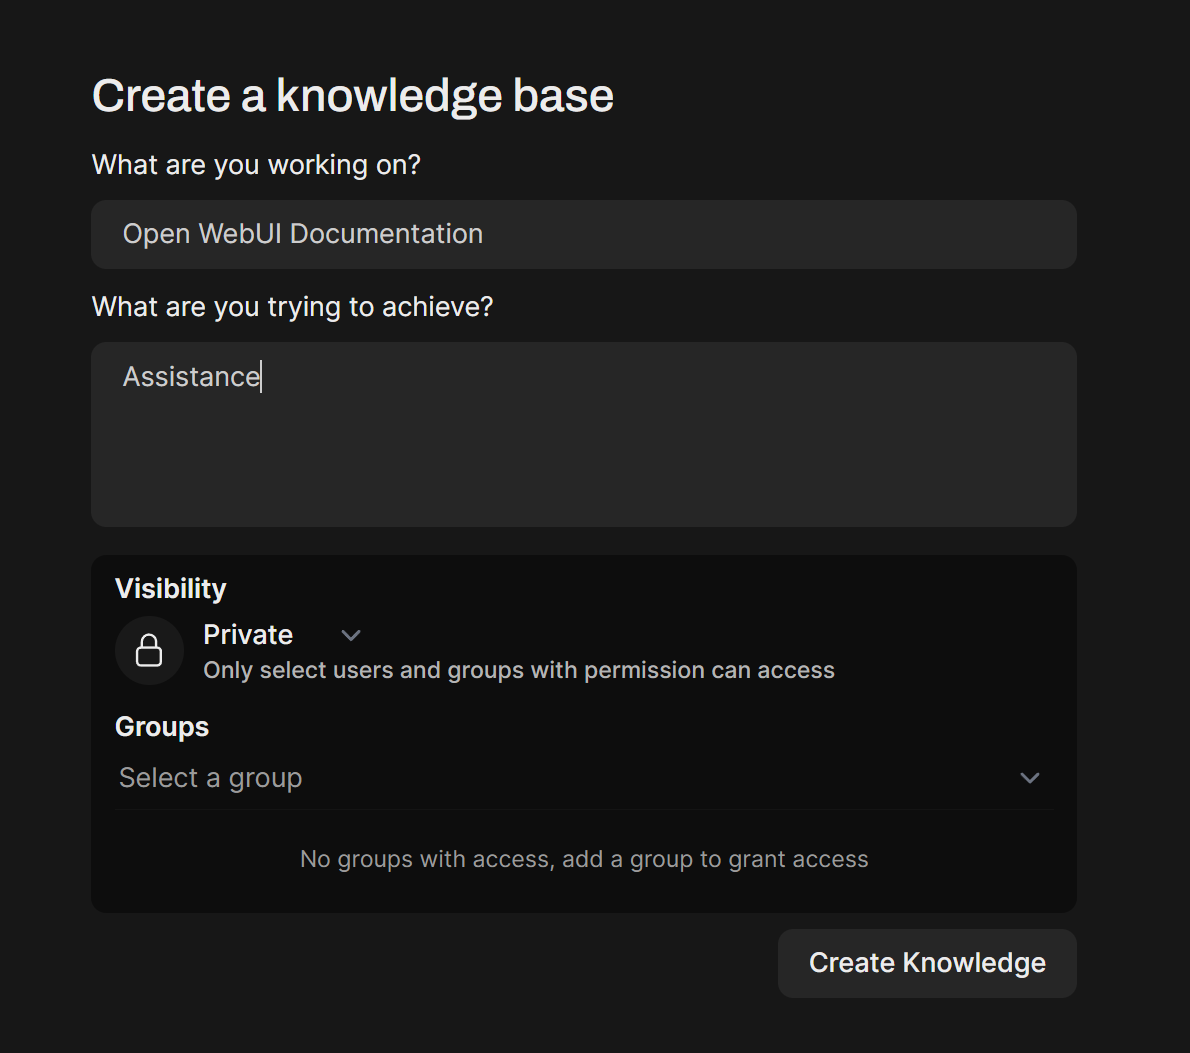 Create a knowledge base
What are you working on?
Open WebUI Documentation
What are you trying to achieve?
Assistance
Visibility
Private
Only select users and groups with permission can access
Groups
Select a group
No groups with access, add a group to grant access
Create Knowledge